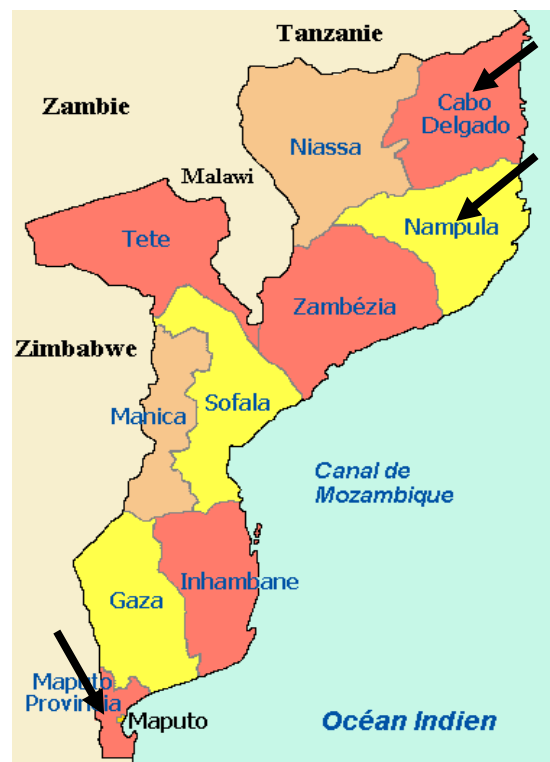 Tanzanie
Zambie
Cabo
Delgado
Niassa
Malawi
Nampula
Tete
Zambézia
Zimbabwe
Sofala
Manica
Canal de
Mozambique
Inhambane
Gaza
Maputo
Provincia
Maputo
Océan Indien